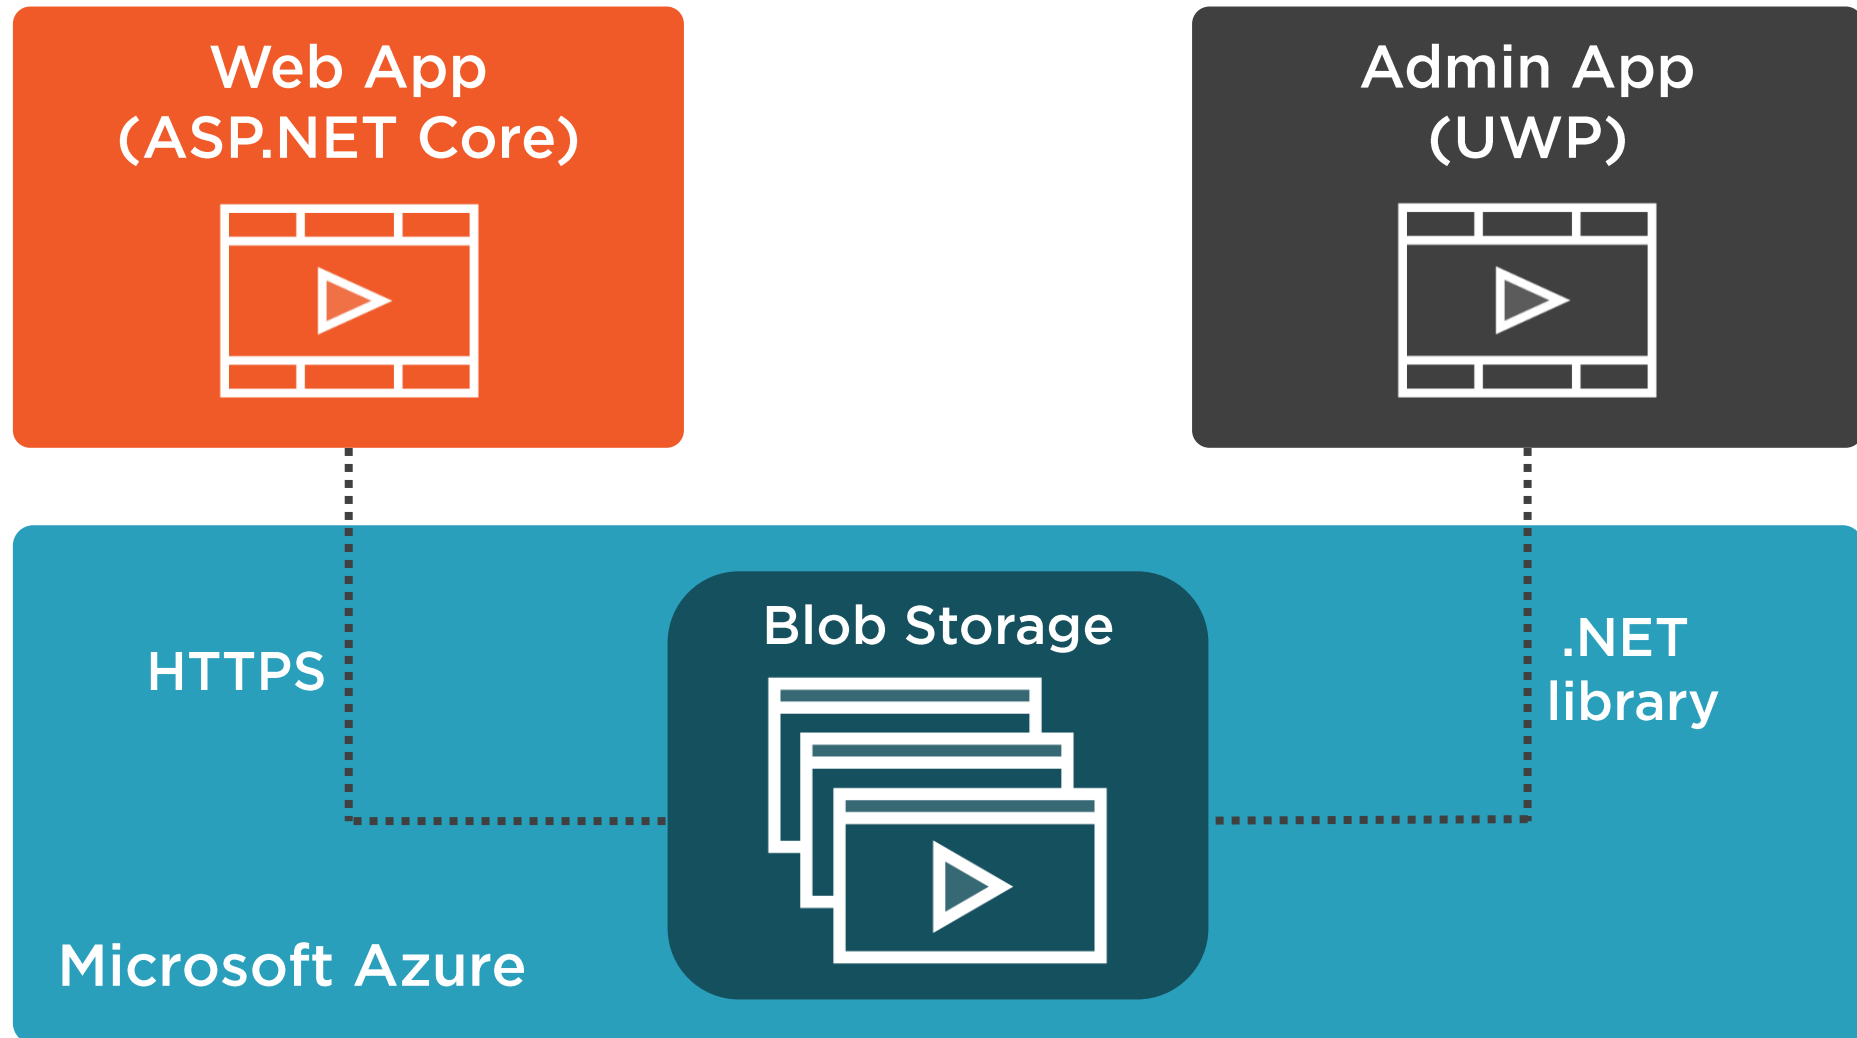 Web App
(ASP.NET Core)
Admin App
(UWP)
Blob Storage
HTTPS
.NET
library
Microsoft Azure